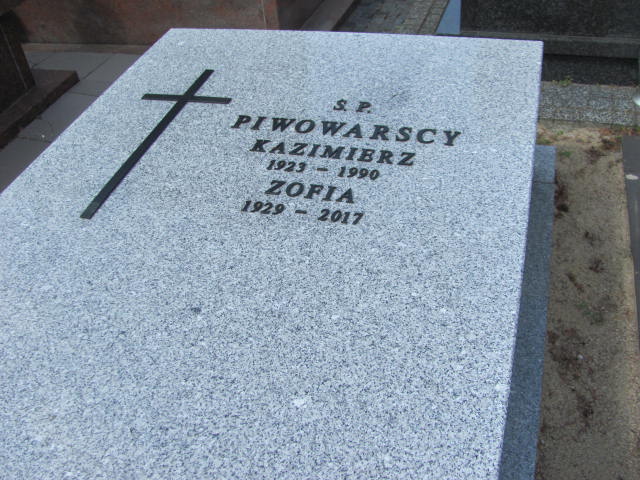 Ś. P.
PIWOWARSCY
KAZIMIERZ
1923 - 1990
ZOFIA
1929 - 2017